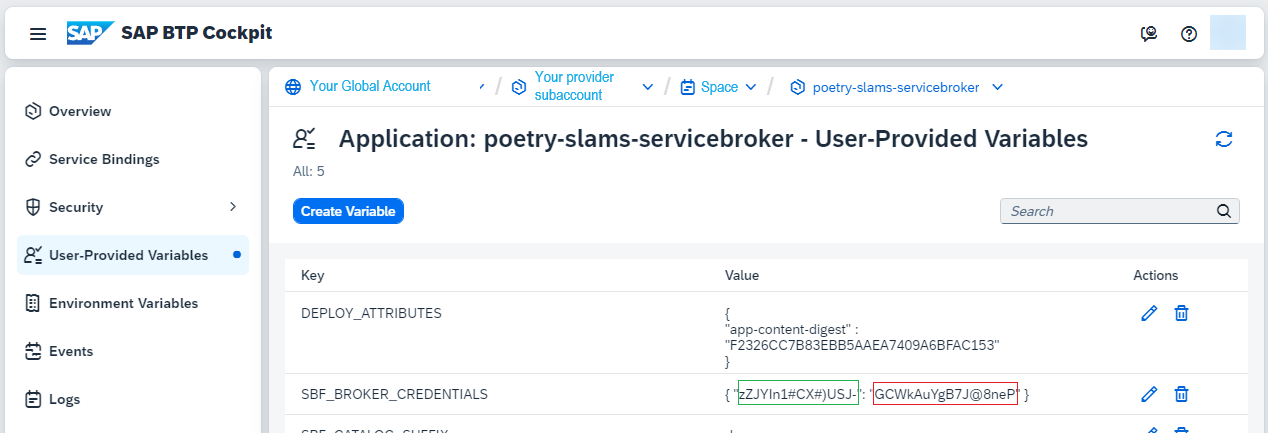 SAP SAP BTP Cockpit
Your Global Account / Your provider subaccount / Space / poetry-slams-servicebroker
Overview
Service Bindings
Security
User-Provided Variables
Environment Variables
Events
Logs
Application: poetry-slams-servicebroker - User-Provided Variables
All: 5
Create Variable
Search
Key Value Actions
DEPLOY_ATTRIBUTES
{
"app-content-digest" :
"F2326CC7B83EBB5AAEA7409A6BFAC153"
}
SBF_BROKER_CREDENTIALS
{ "zZJYIn1#CX#)USJ-": "GCWkAuYgB7J@8neP" }